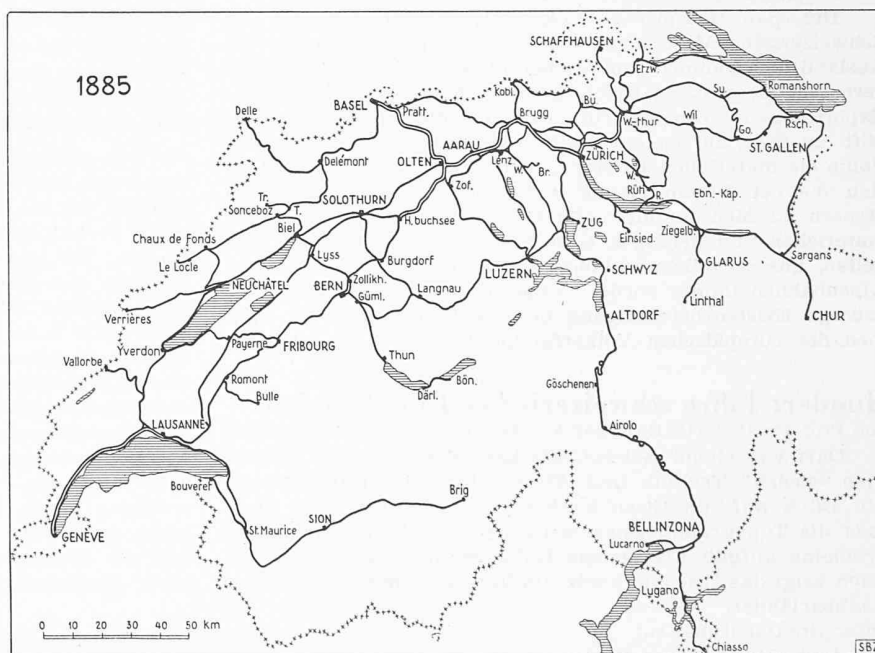 1885
SCHAFFHAUSEN
Erzw.
Romanshorn
Kobl.
Bü.
Su.
BASEL
Pratt.
Brugg
W-thur
Wil
Go.
Rsch.
ST. GALLEN
Delle
AARAU
ZÜRICH
Delémont
OLTEN
Lenz
W.
Br.
Zof.
W.
Rüh
R.
Ebn.-Kap.
Tr.
Sonceboz
T.
SOLOTHURN
Biel
H.buchsee
ZUG
Einsied.
Ziegelb.
Sargans
Chaux de Fonds
Le Locle
Lyss
Burgdorf
LUZERN
SCHWYZ
GLARUS
NEUCHÂTEL
BERN
Zollikh.
Güml.
Langnau
Linthal
ALTDORF
CHUR
Verrières
Yverdon
Payerne
FRIBOURG
Thun
Vallorbe
Romont
Bulle
Därl.
Bön.
Göschenen
LAUSANNE
Airolo
Bouveret
Brig
SION
St.Maurice
BELLINZONA
Lucarno
GENÈVE
Lugano
Chiasso
0 10 20 30 40 50 km
SBZ